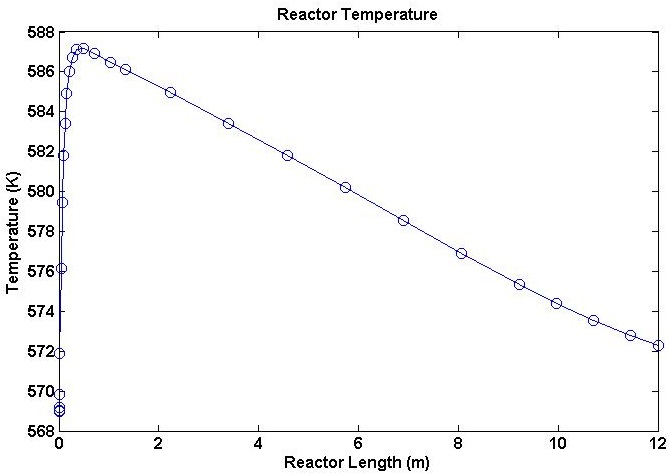 Reactor Temperature
588
586
584
582
580
578
576
574
572
570
568
Temperature (K)
0 2 4 6 8 10 12
Reactor Length (m)